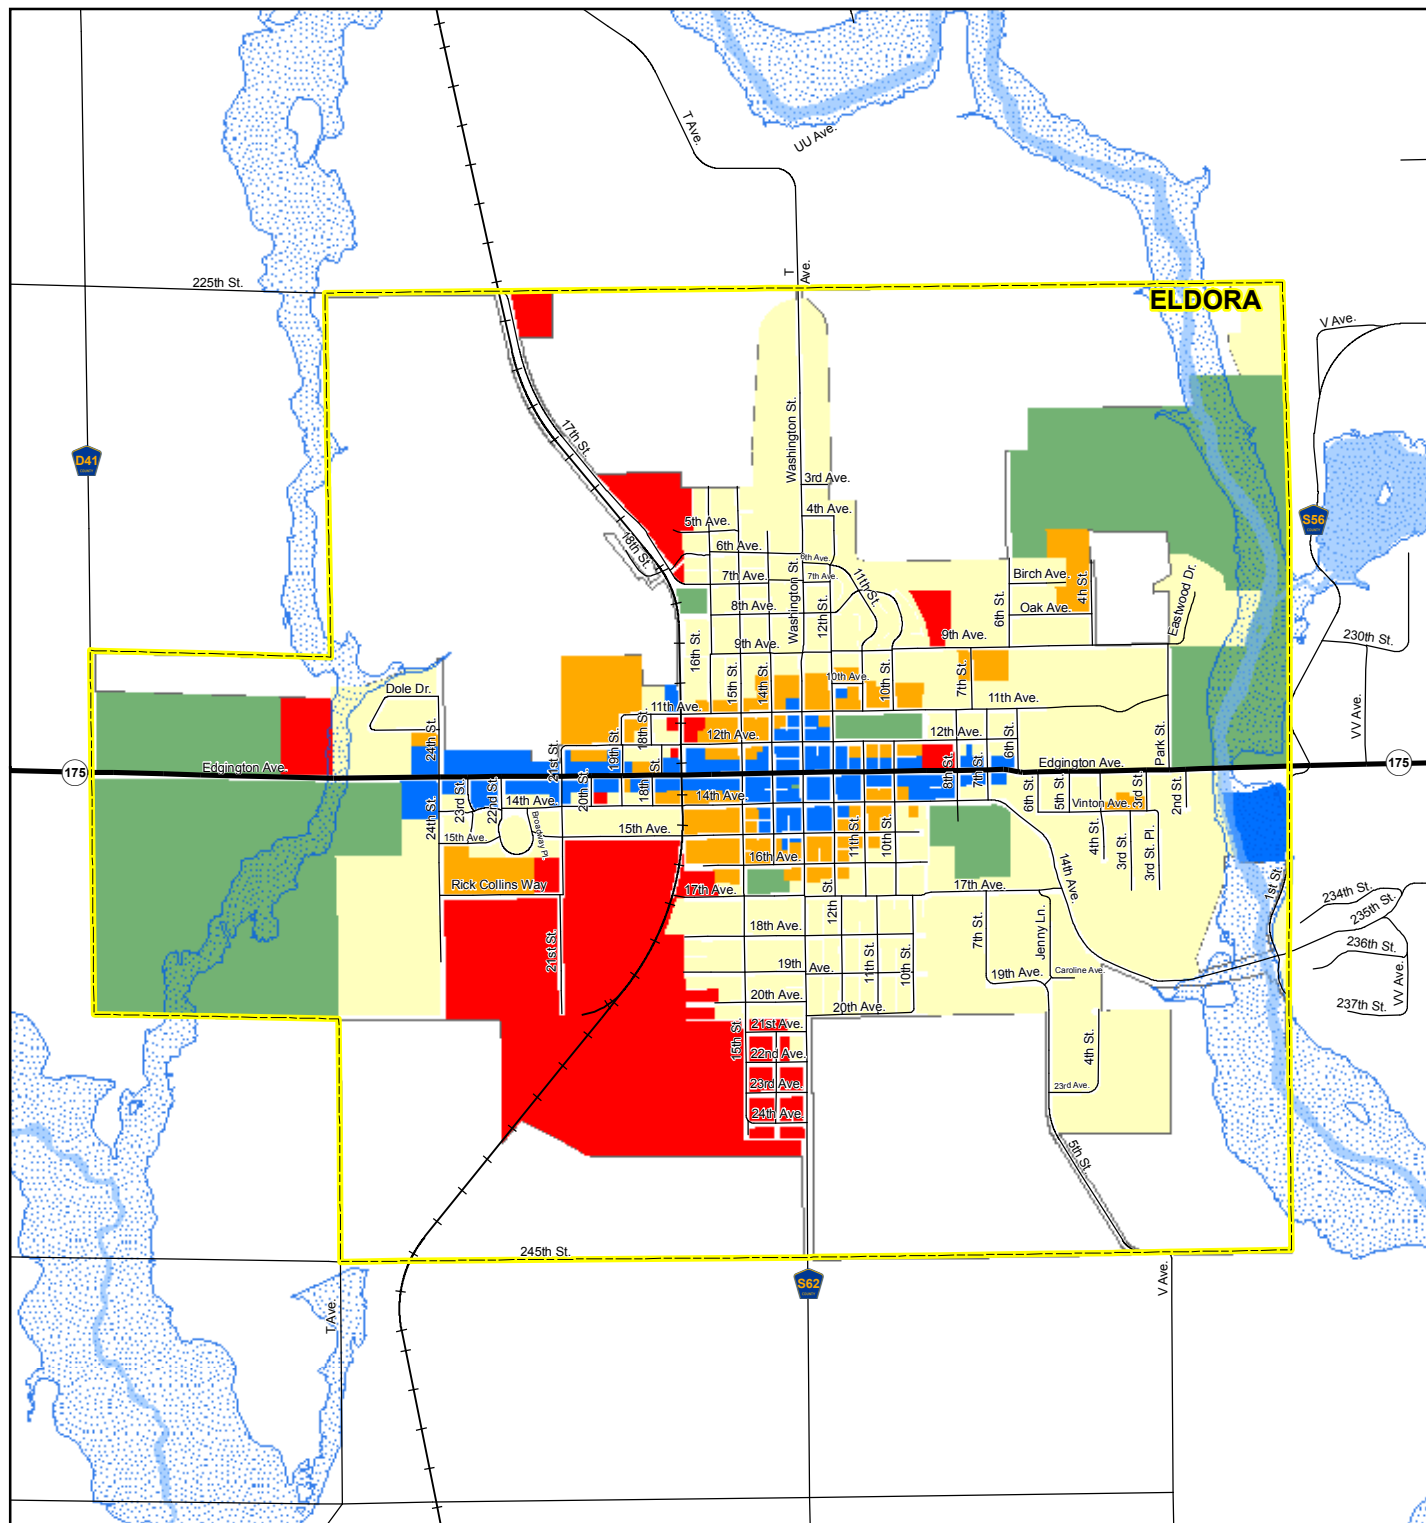 T Ave.
UU Ave.
225th St.
T
Ave.
ELDORA
V Ave.
17th St.
Washington St.
D41
COUNTY
3rd Ave.
4th Ave.
S56
COUNTY
5th Ave.
18th St.
6th Ave.
6th Ave.
7th Ave.
7th Ave.
11th St.
Birch Ave.
4h St.
Eastwood Dr.
8th Ave.
Washington St.
12th St.
6th St.
Oak Ave.
9th Ave.
9th Ave.
230th St.
16th St.
15th St.
14th St.
10th Ave.
10th St.
7th St.
Dole Dr.
11th Ave.
11th Ave.
VV Ave.
24th St.
18th St.
19th St.
12th Ave.
12th Ave.
6th St.
Park St.
175
Edgington Ave.
21st St.
18th St.
8th St.
7th St.
Edgington Ave.
175
24th St.
23rd St.
22nd St.
14th Ave.
20th St.
14th Ave.
6th St.
5th St.
Vinton Ave.
3rd St.
2nd St.
15th Ave.
Broadway Pl.
15th Ave.
11th St.
10th St.
4th St.
3rd St.
3rd St. Pl.
16th Ave.
14th Ave.
Rick Collins Way
17th Ave.
17th Ave.
1st St.
234th St.
235th St.
12th St.
18th Ave.
7th St.
Jenny Ln.
236th St.
21st St.
19th Ave.
11th St.
10th St.
19th Ave.
Caroline Ave.
VV Ave.
20th Ave.
20th Ave.
237th St.
15th St.
21st Ave.
22nd Ave.
4th St.
23rd Ave.
23rd Ave.
24th Ave.
5th St.
245th St.
S62
COUNTY
V Ave.
T Ave.